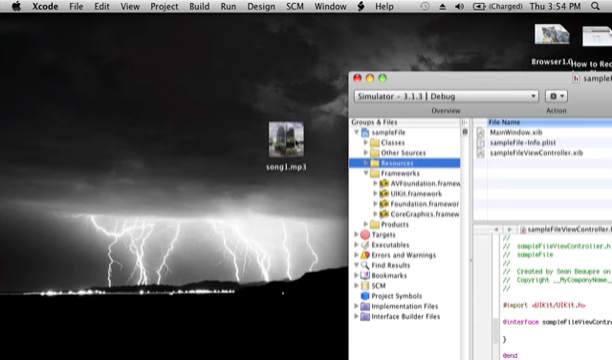 Xcode File Edit View Project Build Run Design SCM Window Help (Charged) Thu 3:54 PM
Browser1.0
How to Rec
song1.mp3
sampleF
Simulator - 3.1.3 | Debug
Overview
Action
Groups & Files
sampleFile
Classes
Other Sources
Resources
Frameworks
AVFoundation.framew
UIKit.framework
Foundation.framewor
CoreGraphics.framew
Products
Targets
Executables
Errors and Warnings
Find Results
Bookmarks
SCM
Project Symbols
Implementation Files
Interface Builder Files
File Name
MainWindow.xib
sampleFile-Info.plist
sampleFileViewController.xib
sampleFileViewController.h
//
// sampleFileViewController.h
// sampleFile
//
// Created by Sean Beaupre on
// Copyright __MyCompanyName__
//
#import <UIKit/UIKit.h>
@interface sampleFileViewContro
}
@end